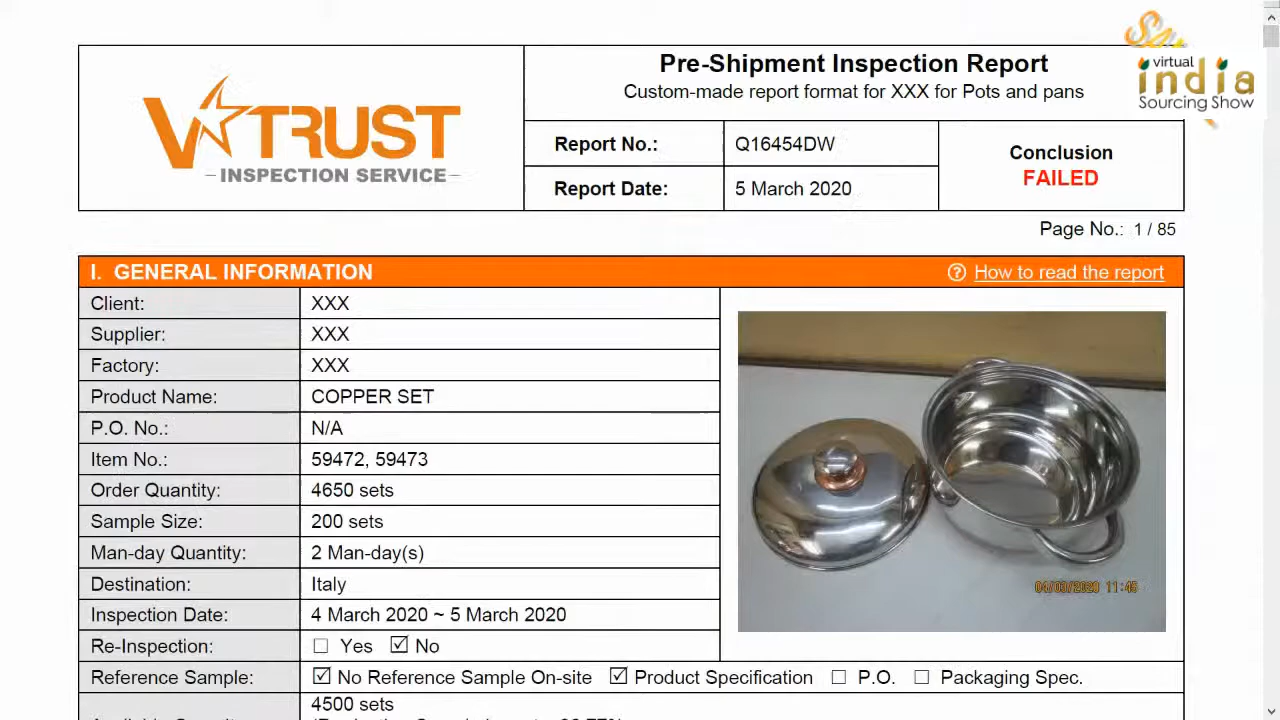 V TRUST
INSPECTION SERVICE
Pre-Shipment Inspection Report
Custom-made report format for XXX for Pots and pans
virtual
india
Sourcing Show
Report No.: Q16454DW
Report Date: 5 March 2020
Conclusion
FAILED
Page No.: 1 / 85
I. GENERAL INFORMATION How to read the report
Client: XXX
Supplier: XXX
Factory: XXX
Product Name: COPPER SET
P.O. No.: N/A
Item No.: 59472, 59473
Order Quantity: 4650 sets
Sample Size: 200 sets
Man-day Quantity: 2 Man-day(s)
Destination: Italy
Inspection Date: 4 March 2020 ~ 5 March 2020
Re-Inspection: ☐ Yes ☑ No
04/03/2020 11:45
Reference Sample: ☑ No Reference Sample On-site ☑ Product Specification ☐ P.O. ☐ Packaging Spec.
4500 sets